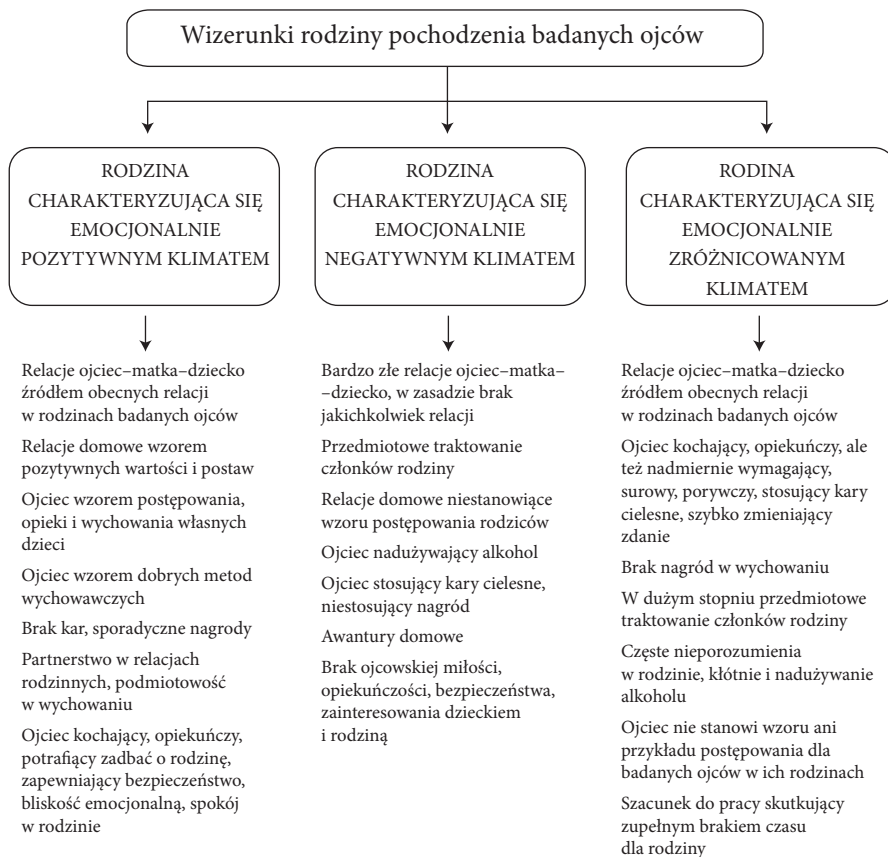 Wizerunki rodziny pochodzenia badanych ojców
RODZINA
CHARAKTERYZUJĄCA SIĘ
EMOCJONALNIE
POZYTYWNYM KLIMATEM
Relacje ojciec–matka–dziecko
źródłem obecnych relacji
w rodzinach badanych ojców
Relacje domowe wzorem
pozytywnych wartości i postaw
Ojciec wzorem postępowania,
opieki i wychowania własnych
dzieci
Ojciec wzorem dobrych metod
wychowawczych
Brak kar, sporadyczne nagrody
Partnerstwo w relacjach
rodzinnych, podmiotowość
w wychowaniu
Ojciec kochający, opiekuńczy,
potrafiący zadbać o rodzinę,
zapewniający bezpieczeństwo,
bliskość emocjonalną, spokój
w rodzinie
RODZINA
CHARAKTERYZUJĄCA SIĘ
EMOCJONALNIE
NEGATYWNYM KLIMATEM
Bardzo złe relacje ojciec–matka–
–dziecko, w zasadzie brak
jakichkolwiek relacji
Przedmiotowe traktowanie
członków rodziny
Relacje domowe niestanowiące
wzoru postępowania rodziców
Ojciec nadużywający alkohol
Ojciec stosujący kary cielesne,
niestosujący nagród
Awantury domowe
Brak ojcowskiej miłości,
opiekuńczości, bezpieczeństwa,
zainteresowania dzieckiem
i rodziną
RODINA
CHARAKTERYZUJĄCA SIĘ
EMOCJONALNIE
ZRÓŻNICOWANYM
KLIMATEM
Relacje ojciec–matka–dziecko
źródłem obecnych relacji
w rodzinach badanych ojców
Ojciec kochający, opiekuńczy, ale
też nadmiernie wymagający,
surowy, porywczy, stosujący kary
cielesne, szybko zmieniający
zdanie
Brak nagród w wychowaniu
W dużym stopniu przedmiotowe
traktowanie członków rodziny
Częste nieporozumienia
w rodzinie, kłótnie i nadużywanie
alkoholu
Ojciec nie stanowi wzoru ani
przykładu postępowania dla
badanych ojców w ich rodzinach
Szacunek do pracy skutkujący
zupełnym brakiem czasu
dla rodziny